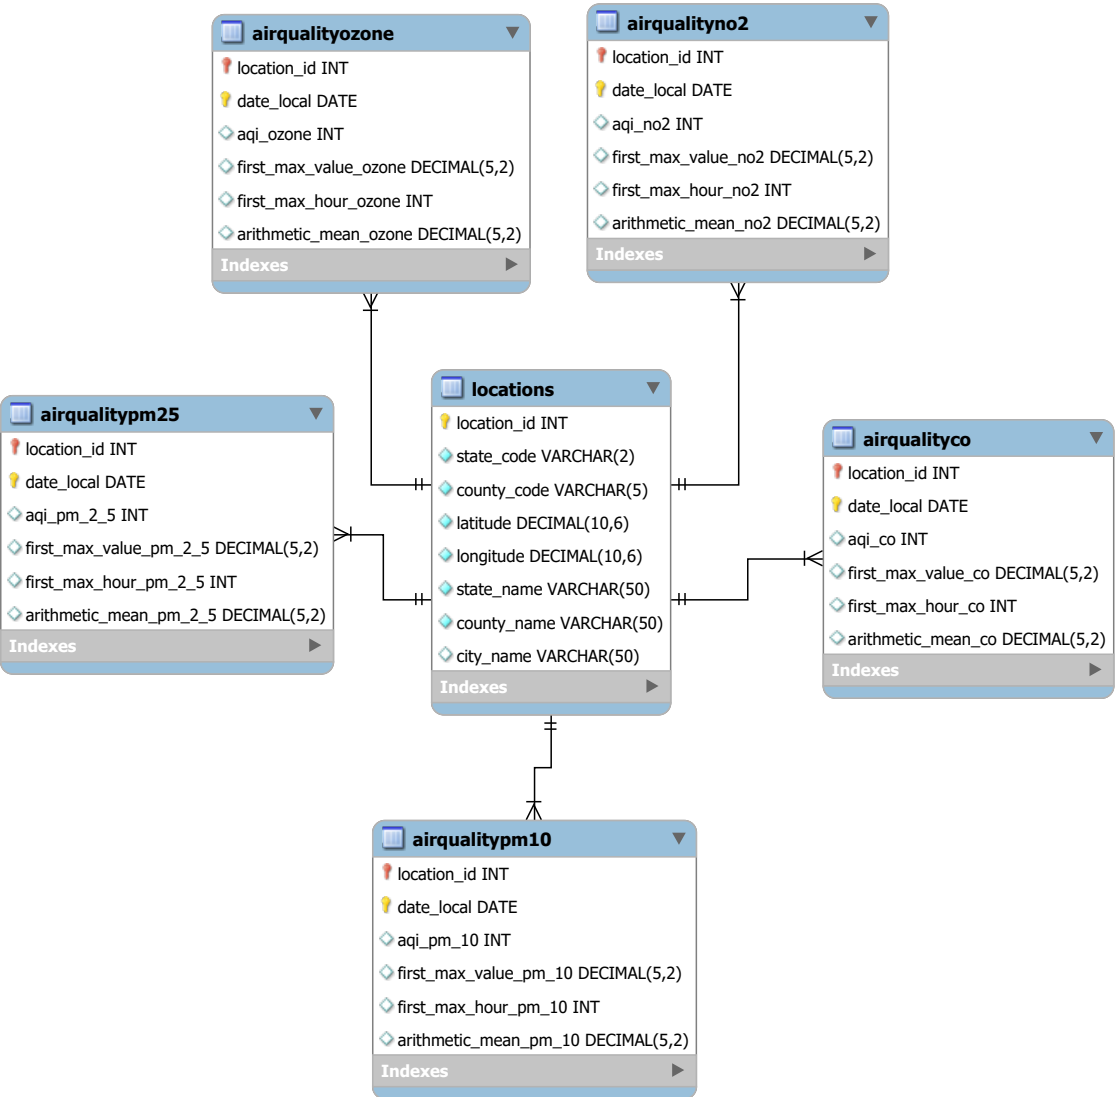 airqualityozone
location_id INT
date_local DATE
aqi_ozone INT
first_max_value_ozone DECIMAL(5,2)
first_max_hour_ozone INT
arithmetic_mean_ozone DECIMAL(5,2)
Indexes
airqualityno2
location_id INT
date_local DATE
aqi_no2 INT
first_max_value_no2 DECIMAL(5,2)
first_max_hour_no2 INT
arithmetic_mean_no2 DECIMAL(5,2)
Indexes
airqualitypm25
location_id INT
date_local DATE
aqi_pm_2_5 INT
first_max_value_pm_2_5 DECIMAL(5,2)
first_max_hour_pm_2_5 INT
arithmetic_mean_pm_2_5 DECIMAL(5,2)
Indexes
locations
location_id INT
state_code VARCHAR(2)
county_code VARCHAR(5)
latitude DECIMAL(10,6)
longitude DECIMAL(10,6)
state_name VARCHAR(50)
county_name VARCHAR(50)
city_name VARCHAR(50)
Indexes
airqualityco
location_id INT
date_local DATE
aqi_co INT
first_max_value_co DECIMAL(5,2)
first_max_hour_co INT
arithmetic_mean_co DECIMAL(5,2)
Indexes
airqualitypm10
location_id INT
date_local DATE
aqi_pm_10 INT
first_max_value_pm_10 DECIMAL(5,2)
first_max_hour_pm_10 INT
arithmetic_mean_pm_10 DECIMAL(5,2)
Indexes